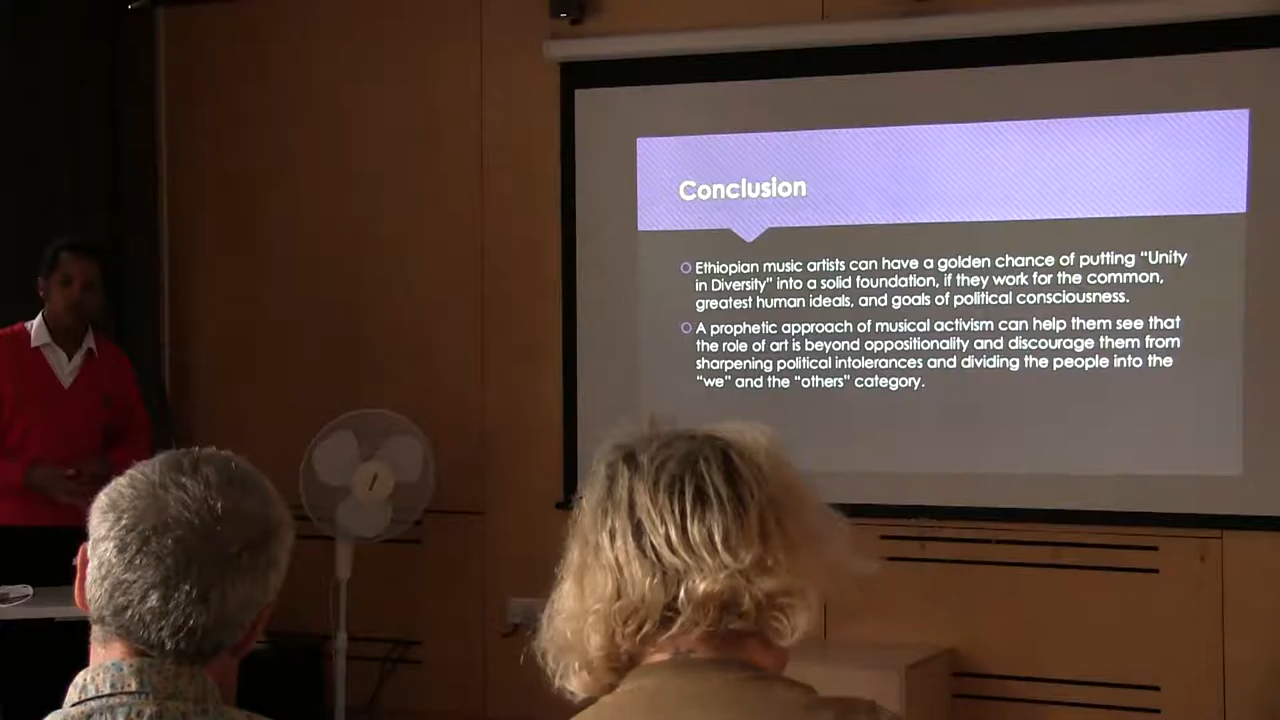 Conclusion
Ethiopian music artists can have a golden chance of putting “Unity
in Diversity” into a solid foundation, if they work for the common,
greatest human ideals, and goals of political consciousness.
A prophetic approach of musical activism can help them see that
the role of art is beyond oppositionality and discourage them from
sharpening political intolerances and dividing the people into the
“we” and the “others” category.